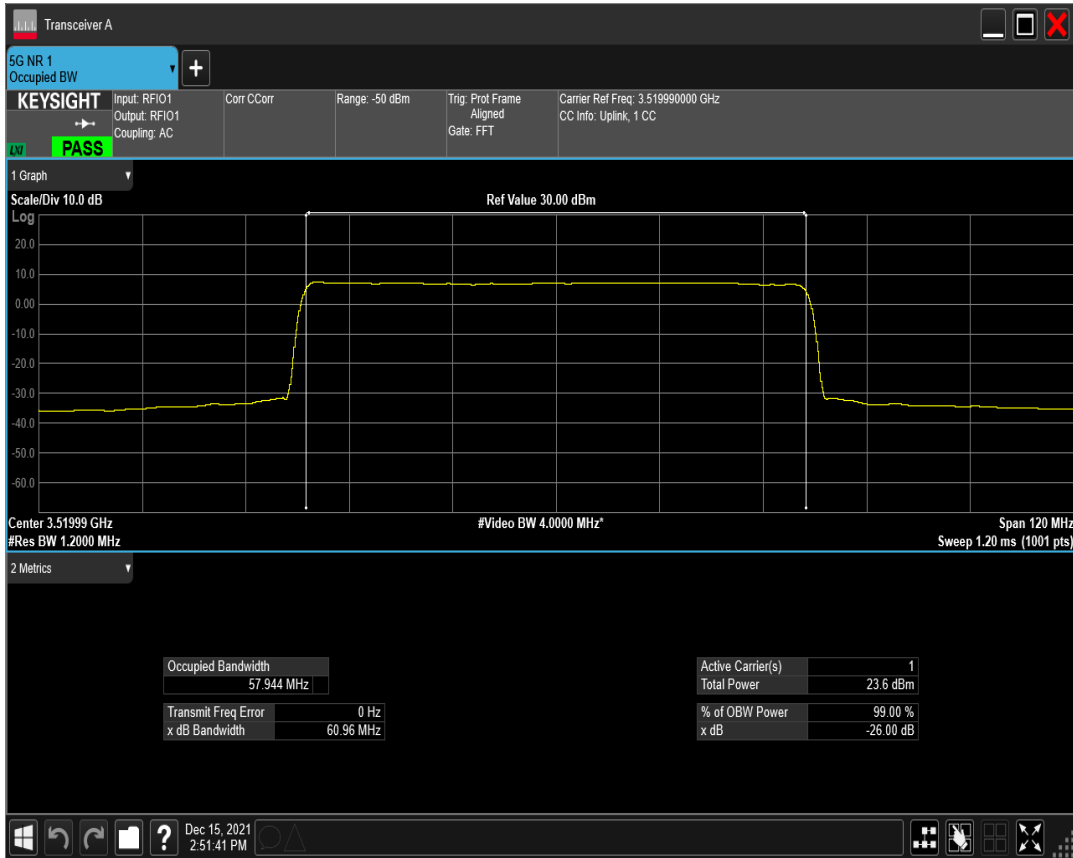 Transceiver A
5G NR 1
Occupied BW
KEYSIGHT
LXI
PASS
Input: RFIO1
Output: RFIO1
Coupling: AC
Corr CCorr
Range: -50 dBm
Trig: Prot Frame
Aligned
Gate: FFT
Carrier Ref Freq: 3.519990000 GHz
CC Info: Uplink, 1 CC
1 Graph
Scale/Div 10.0 dB
Ref Value 30.00 dBm
Log
20.0
10.0
0.00
-10.0
-20.0
-30.0
-40.0
-50.0
-60.0
Center 3.51999 GHz
#Video BW 4.0000 MHz*
Span 120 MHz
#Res BW 1.2000 MHz
Sweep 1.20 ms (1001 pts)
2 Metrics
Occupied Bandwidth
57.944 MHz
Transmit Freq Error 0 Hz
x dB Bandwidth 60.96 MHz
Active Carrier(s) 1
Total Power 23.6 dBm
% of OBW Power 99.00 %
x dB -26.00 dB
?
Dec 15, 2021
2:51:41 PM